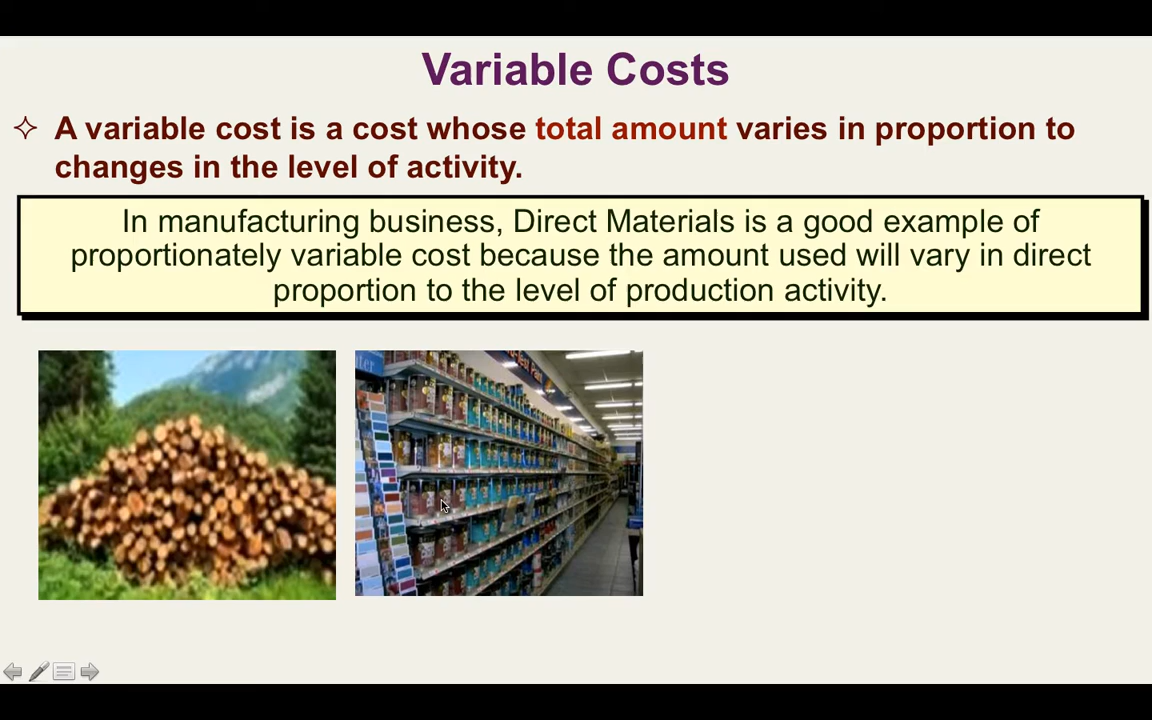 Variable Costs
✧ A variable cost is a cost whose total amount varies in proportion to
changes in the level of activity.
In manufacturing business, Direct Materials is a good example of
proportionately variable cost because the amount used will vary in direct
proportion to the level of production activity.